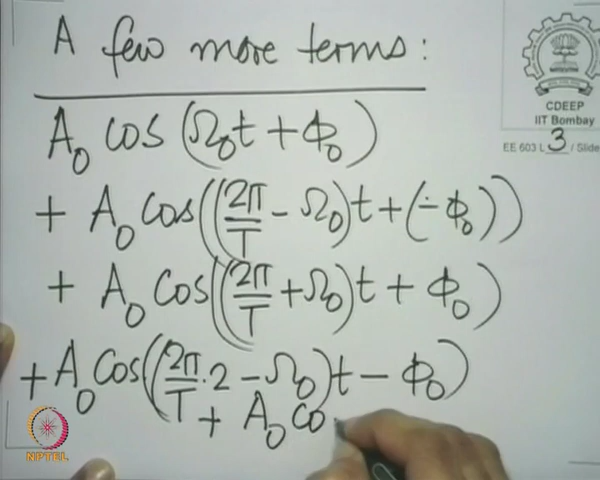 A few more terms:
A₀ cos (Ω₀t + Φ₀)
+ A₀ cos((2π/T - Ω₀)t + (-Φ₀))
+ A₀ cos((2π/T + Ω₀)t + Φ₀)
+ A₀ cos((2π/T · 2 - Ω₀)t - Φ₀)
+ A₀ co
CDEEP
IIT Bombay
EE 603 L 3 / Slide
NPTEL